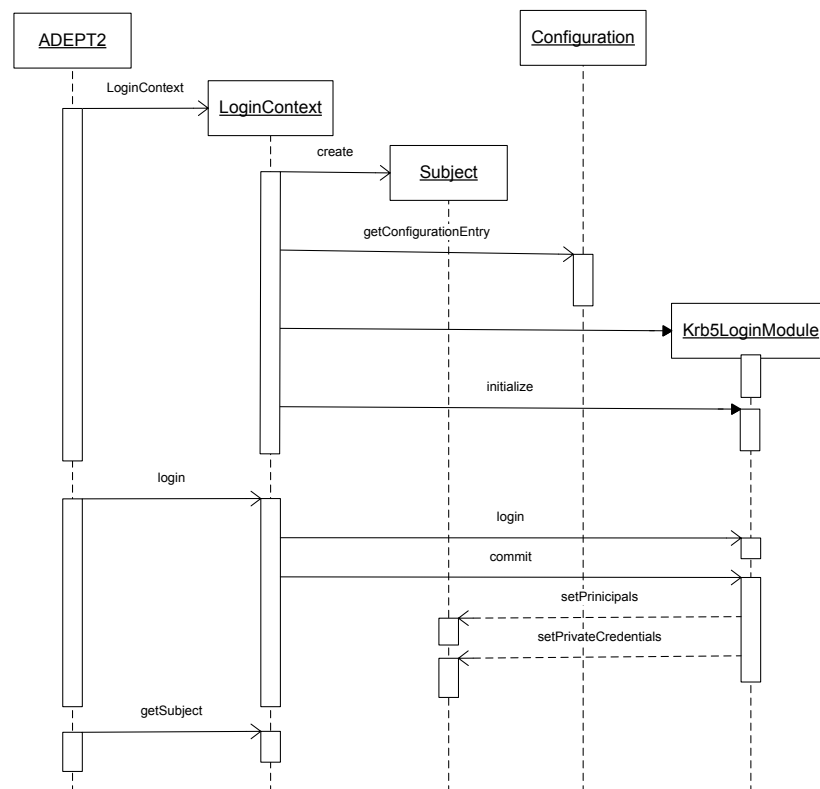 ADEPT2
Configuration
LoginContext
LoginContext
create
Subject
getConfigurationEntry
Krb5LoginModule
initialize
login
login
commit
setPrinicipals
setPrivateCredentials
getSubject